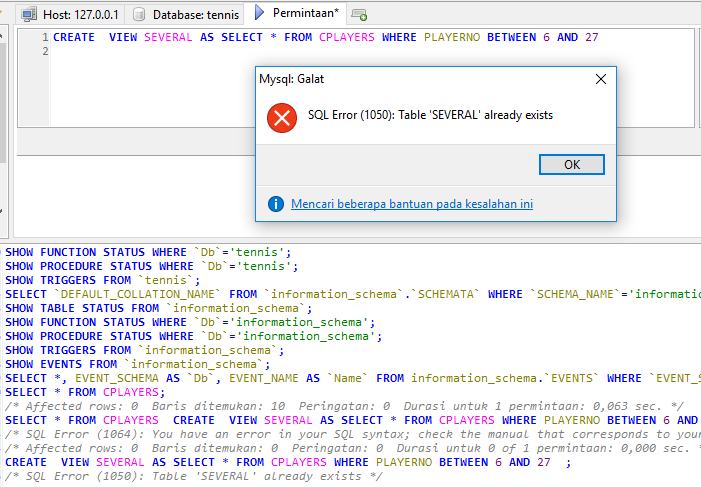 Host: 127.0.0.1 Database: tennis Permintaan*
1 CREATE  VIEW SEVERAL AS SELECT * FROM CPLAYERS WHERE PLAYERNO BETWEEN 6 AND 27
2
Mysql: Galat
SQL Error (1050): Table 'SEVERAL' already exists
OK
Mencari beberapa bantuan pada kesalahan ini
SHOW FUNCTION STATUS WHERE `Db`='tennis';
SHOW PROCEDURE STATUS WHERE `Db`='tennis';
SHOW TRIGGERS FROM `tennis`;
SELECT `DEFAULT_COLLATION_NAME` FROM `information_schema`.`SCHEMATA` WHERE `SCHEMA_NAME`='informatio
SHOW TABLE STATUS FROM `information_schema`;
SHOW FUNCTION STATUS WHERE `Db`='information_schema';
SHOW PROCEDURE STATUS WHERE `Db`='information_schema';
SHOW TRIGGERS FROM `information_schema`;
SHOW EVENTS FROM `information_schema`;
SELECT *, EVENT_SCHEMA AS `Db`, EVENT_NAME AS `Name` FROM information_schema.`EVENTS` WHERE `EVENT_S
SELECT * FROM CPLAYERS;
/* Affected rows: 0  Baris ditemukan: 10  Peringatan: 0  Durasi untuk 1 permintaan: 0,063 sec. */
SELECT * FROM CPLAYERS  CREATE  VIEW SEVERAL AS SELECT * FROM CPLAYERS WHERE PLAYERNO BETWEEN 6 AND
/* SQL Error (1064): You have an error in your SQL syntax; check the manual that corresponds to your
/* Affected rows: 0  Baris ditemukan: 0  Peringatan: 0  Durasi untuk 0 of 1 permintaan: 0,000 sec. *
CREATE  VIEW SEVERAL AS SELECT * FROM CPLAYERS WHERE PLAYERNO BETWEEN 6 AND 27  ;
/* SQL Error (1050): Table 'SEVERAL' already exists */